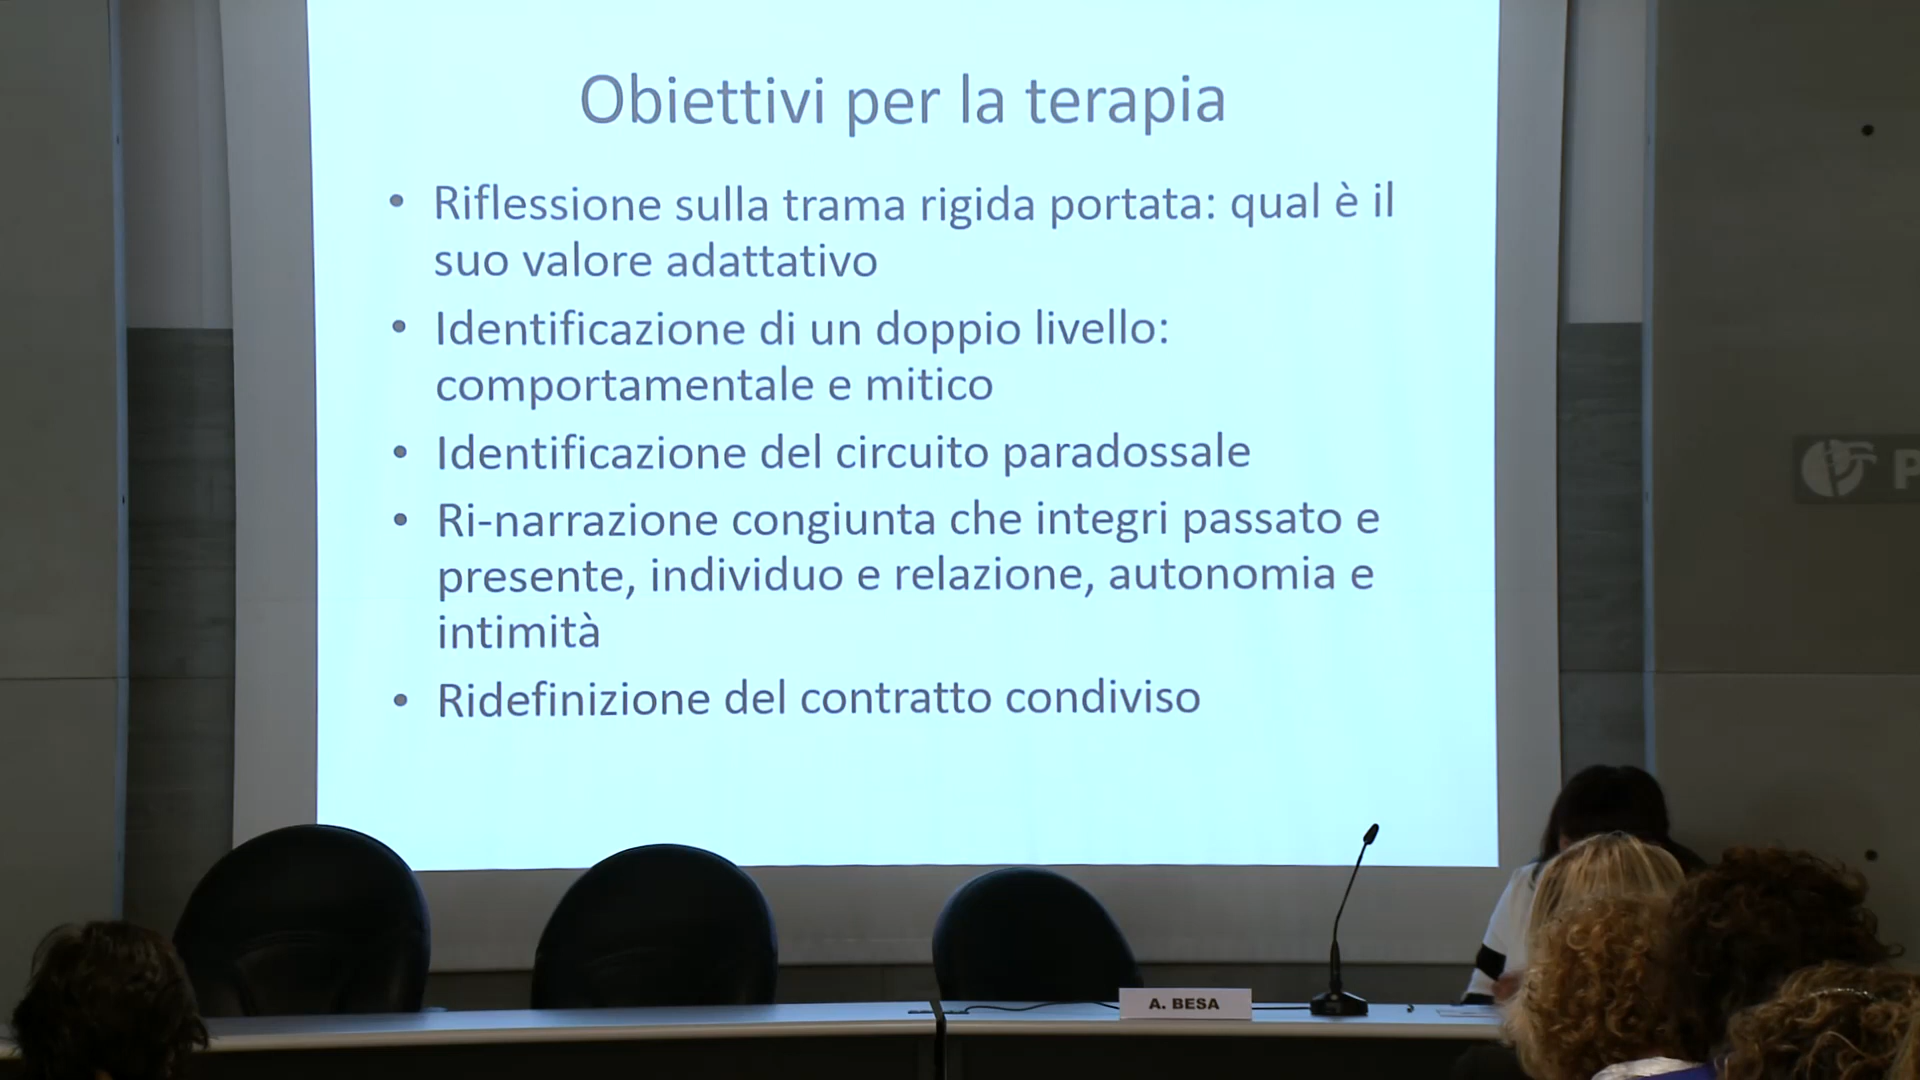 Obiettivi per la terapia
• Riflessione sulla trama rigida portata: qual è il
suo valore adattativo
• Identificazione di un doppio livello:
comportamentale e mitico
• Identificazione del circuito paradossale
• Ri-narrazione congiunta che integri passato e
presente, individuo e relazione, autonomia e
intimità
• Ridefinizione del contratto condiviso
P
A. BESA